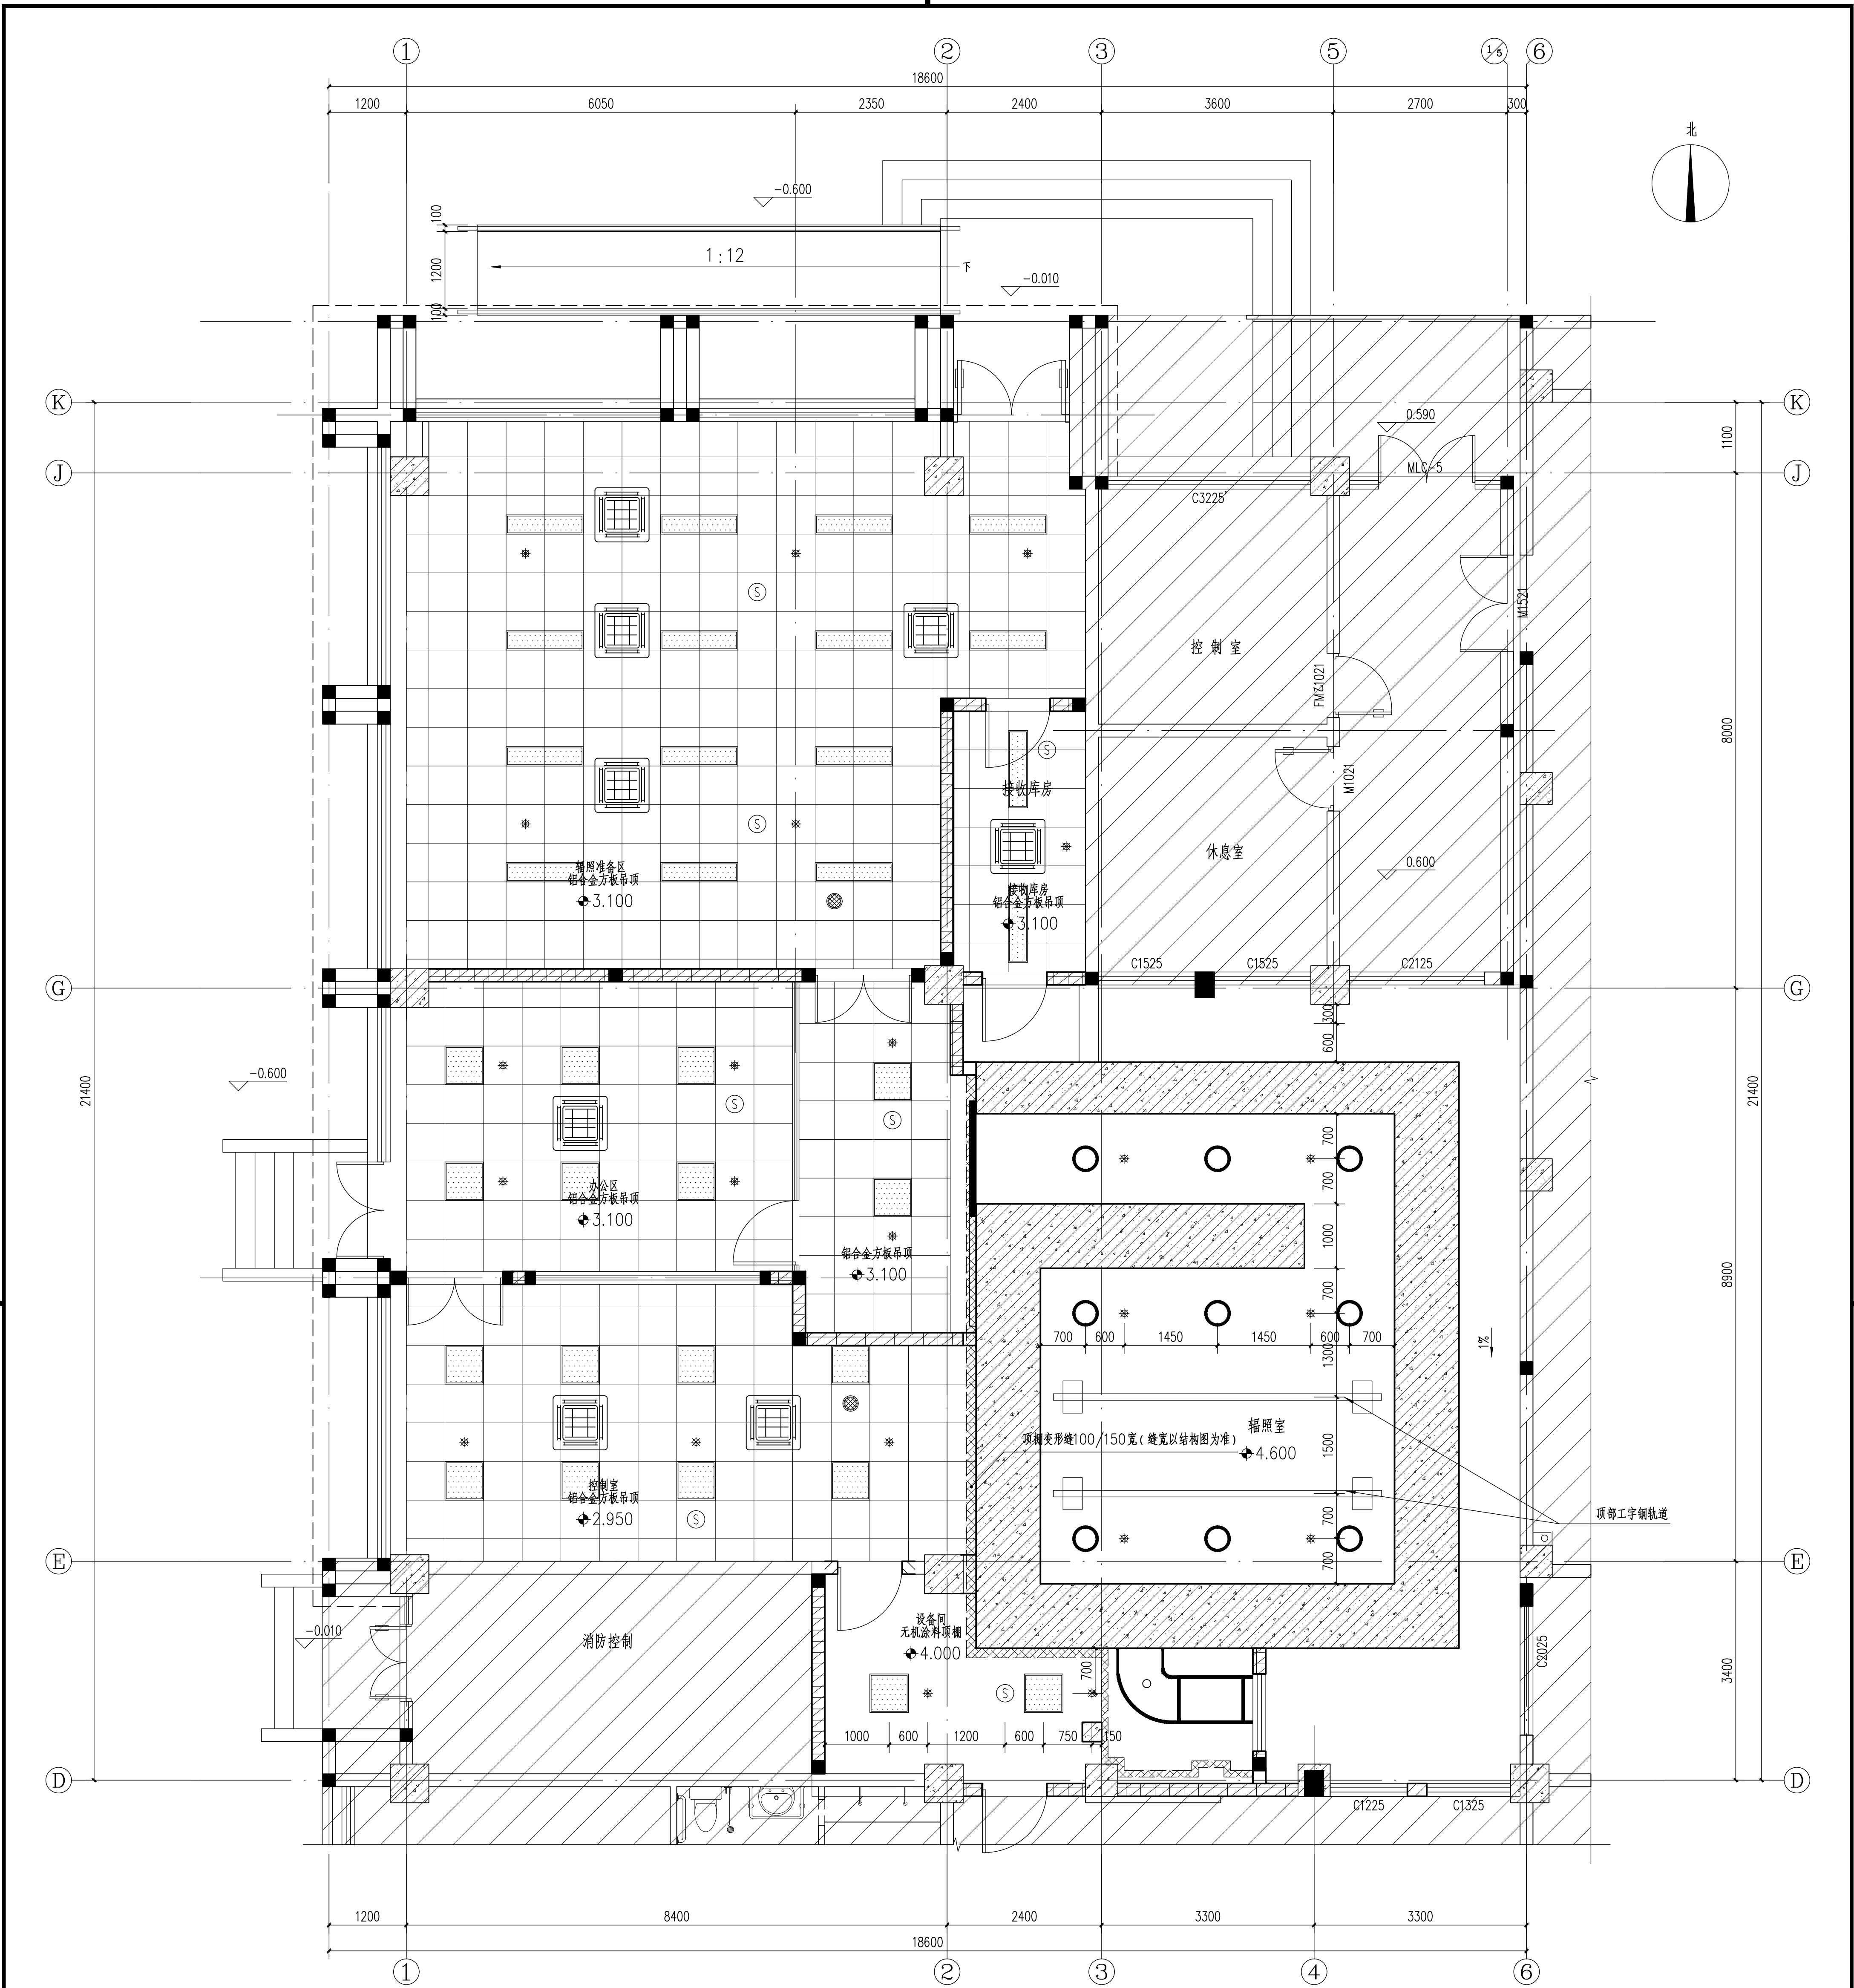 ① ② ③ ⑤ 1/5 ⑥
18600
1200 6050 2350 2400 3600 2700 300
北
-0.600
100
1200
100
1:12
下
-0.010
K K
0.590
1100
J J
MLC-5
C3225'
M1521
控 制 室
FM乙1021
8000
M1021
接收库房
休息室
0.600
辐照准备区
铝合金方板吊顶
3.100
接收库房
铝合金方板吊顶
3.100
C1525 C1525 C2125
G G
300
600
-0.600
21400
21400
S
S
S
S
S
700
700
办公区
铝合金方板吊顶
3.100
1000
铝合金方板吊顶
3.100
700
8900
700 600 1450 1450 600 700
1300
1%
辐照室
顶棚变形缝100/150宽(缝宽以结构图为准)
4.600
1500
控制室
铝合金方板吊顶
2.950
S
700
顶部工字钢轨道
E E
700
设备间
无机涂料顶棚
4.000
-0.010
消防控制
C2025
700
S
3400
1000 600 1200 600 750 150
D D
C1225 C1325
1200 8400 2400 3300 3300
18600
① ② ③ ④ ⑥